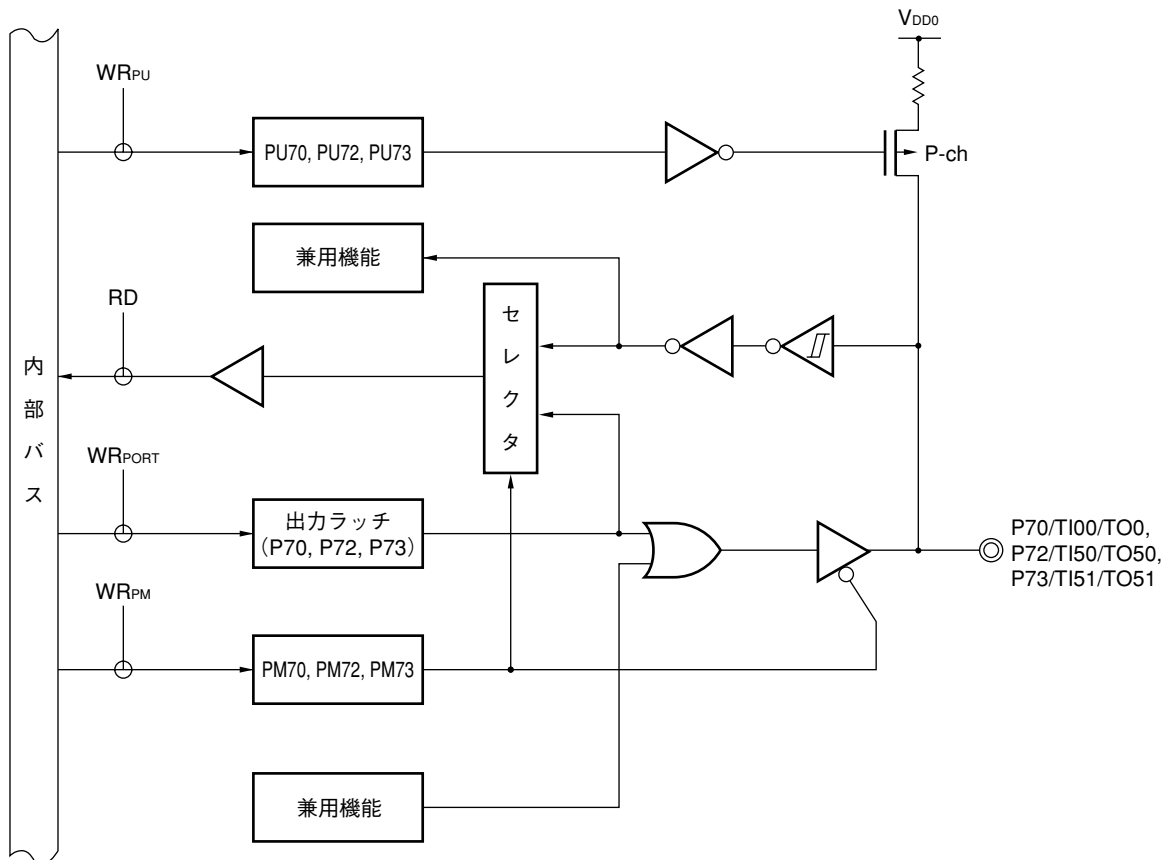 VDD0
WRPU
PU70, PU72, PU73
P-ch
兼用機能
RD
セレクタ
内部バス
WRPORT
出力ラッチ
(P70, P72, P73)
P70/TI00/TO0,
P72/TI50/TO50,
P73/TI51/TO51
WRPM
PM70, PM72, PM73
兼用機能